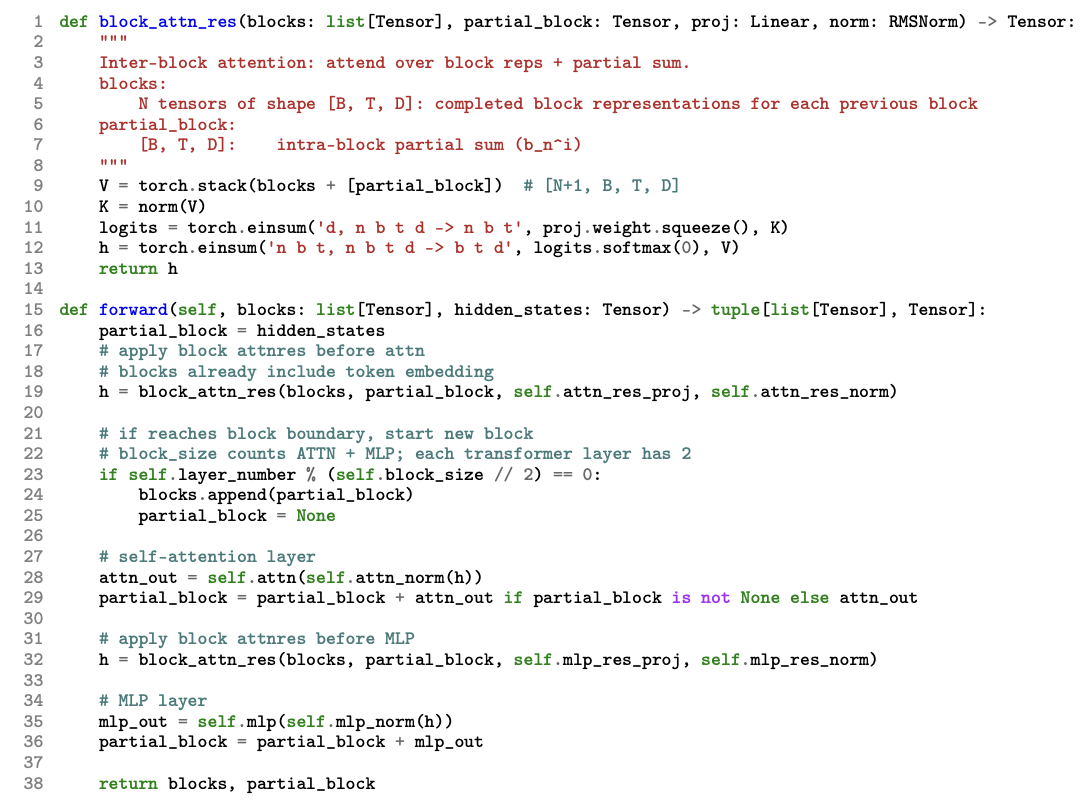 1 def block_attn_res(blocks: list[Tensor], partial_block: Tensor, proj: Linear, norm: RMSNorm) -> Tensor:
2     """
3     Inter-block attention: attend over block reps + partial sum.
4     blocks:
5         N tensors of shape [B, T, D]: completed block representations for each previous block
6     partial_block:
7         [B, T, D]:    intra-block partial sum (b_n^i)
8     """
9     V = torch.stack(blocks + [partial_block])  # [N+1, B, T, D]
10     K = norm(V)
11     logits = torch.einsum('d, n b t d -> n b t', proj.weight.squeeze(), K)
12     h = torch.einsum('n b t, n b t d -> b t d', logits.softmax(0), V)
13     return h
14
15 def forward(self, blocks: list[Tensor], hidden_states: Tensor) -> tuple[list[Tensor], Tensor]:
16     partial_block = hidden_states
17     # apply block attnres before attn
18     # blocks already include token embedding
19     h = block_attn_res(blocks, partial_block, self.attn_res_proj, self.attn_res_norm)
20
21     # if reaches block boundary, start new block
22     # block_size counts ATTN + MLP; each transformer layer has 2
23     if self.layer_number % (self.block_size // 2) == 0:
24         blocks.append(partial_block)
25         partial_block = None
26
27     # self-attention layer
28     attn_out = self.attn(self.attn_norm(h))
29     partial_block = partial_block + attn_out if partial_block is not None else attn_out
30
31     # apply block attnres before MLP
32     h = block_attn_res(blocks, partial_block, self.mlp_res_proj, self.mlp_res_norm)
33
34     # MLP layer
35     mlp_out = self.mlp(self.mlp_norm(h))
36     partial_block = partial_block + mlp_out
37
38     return blocks, partial_block